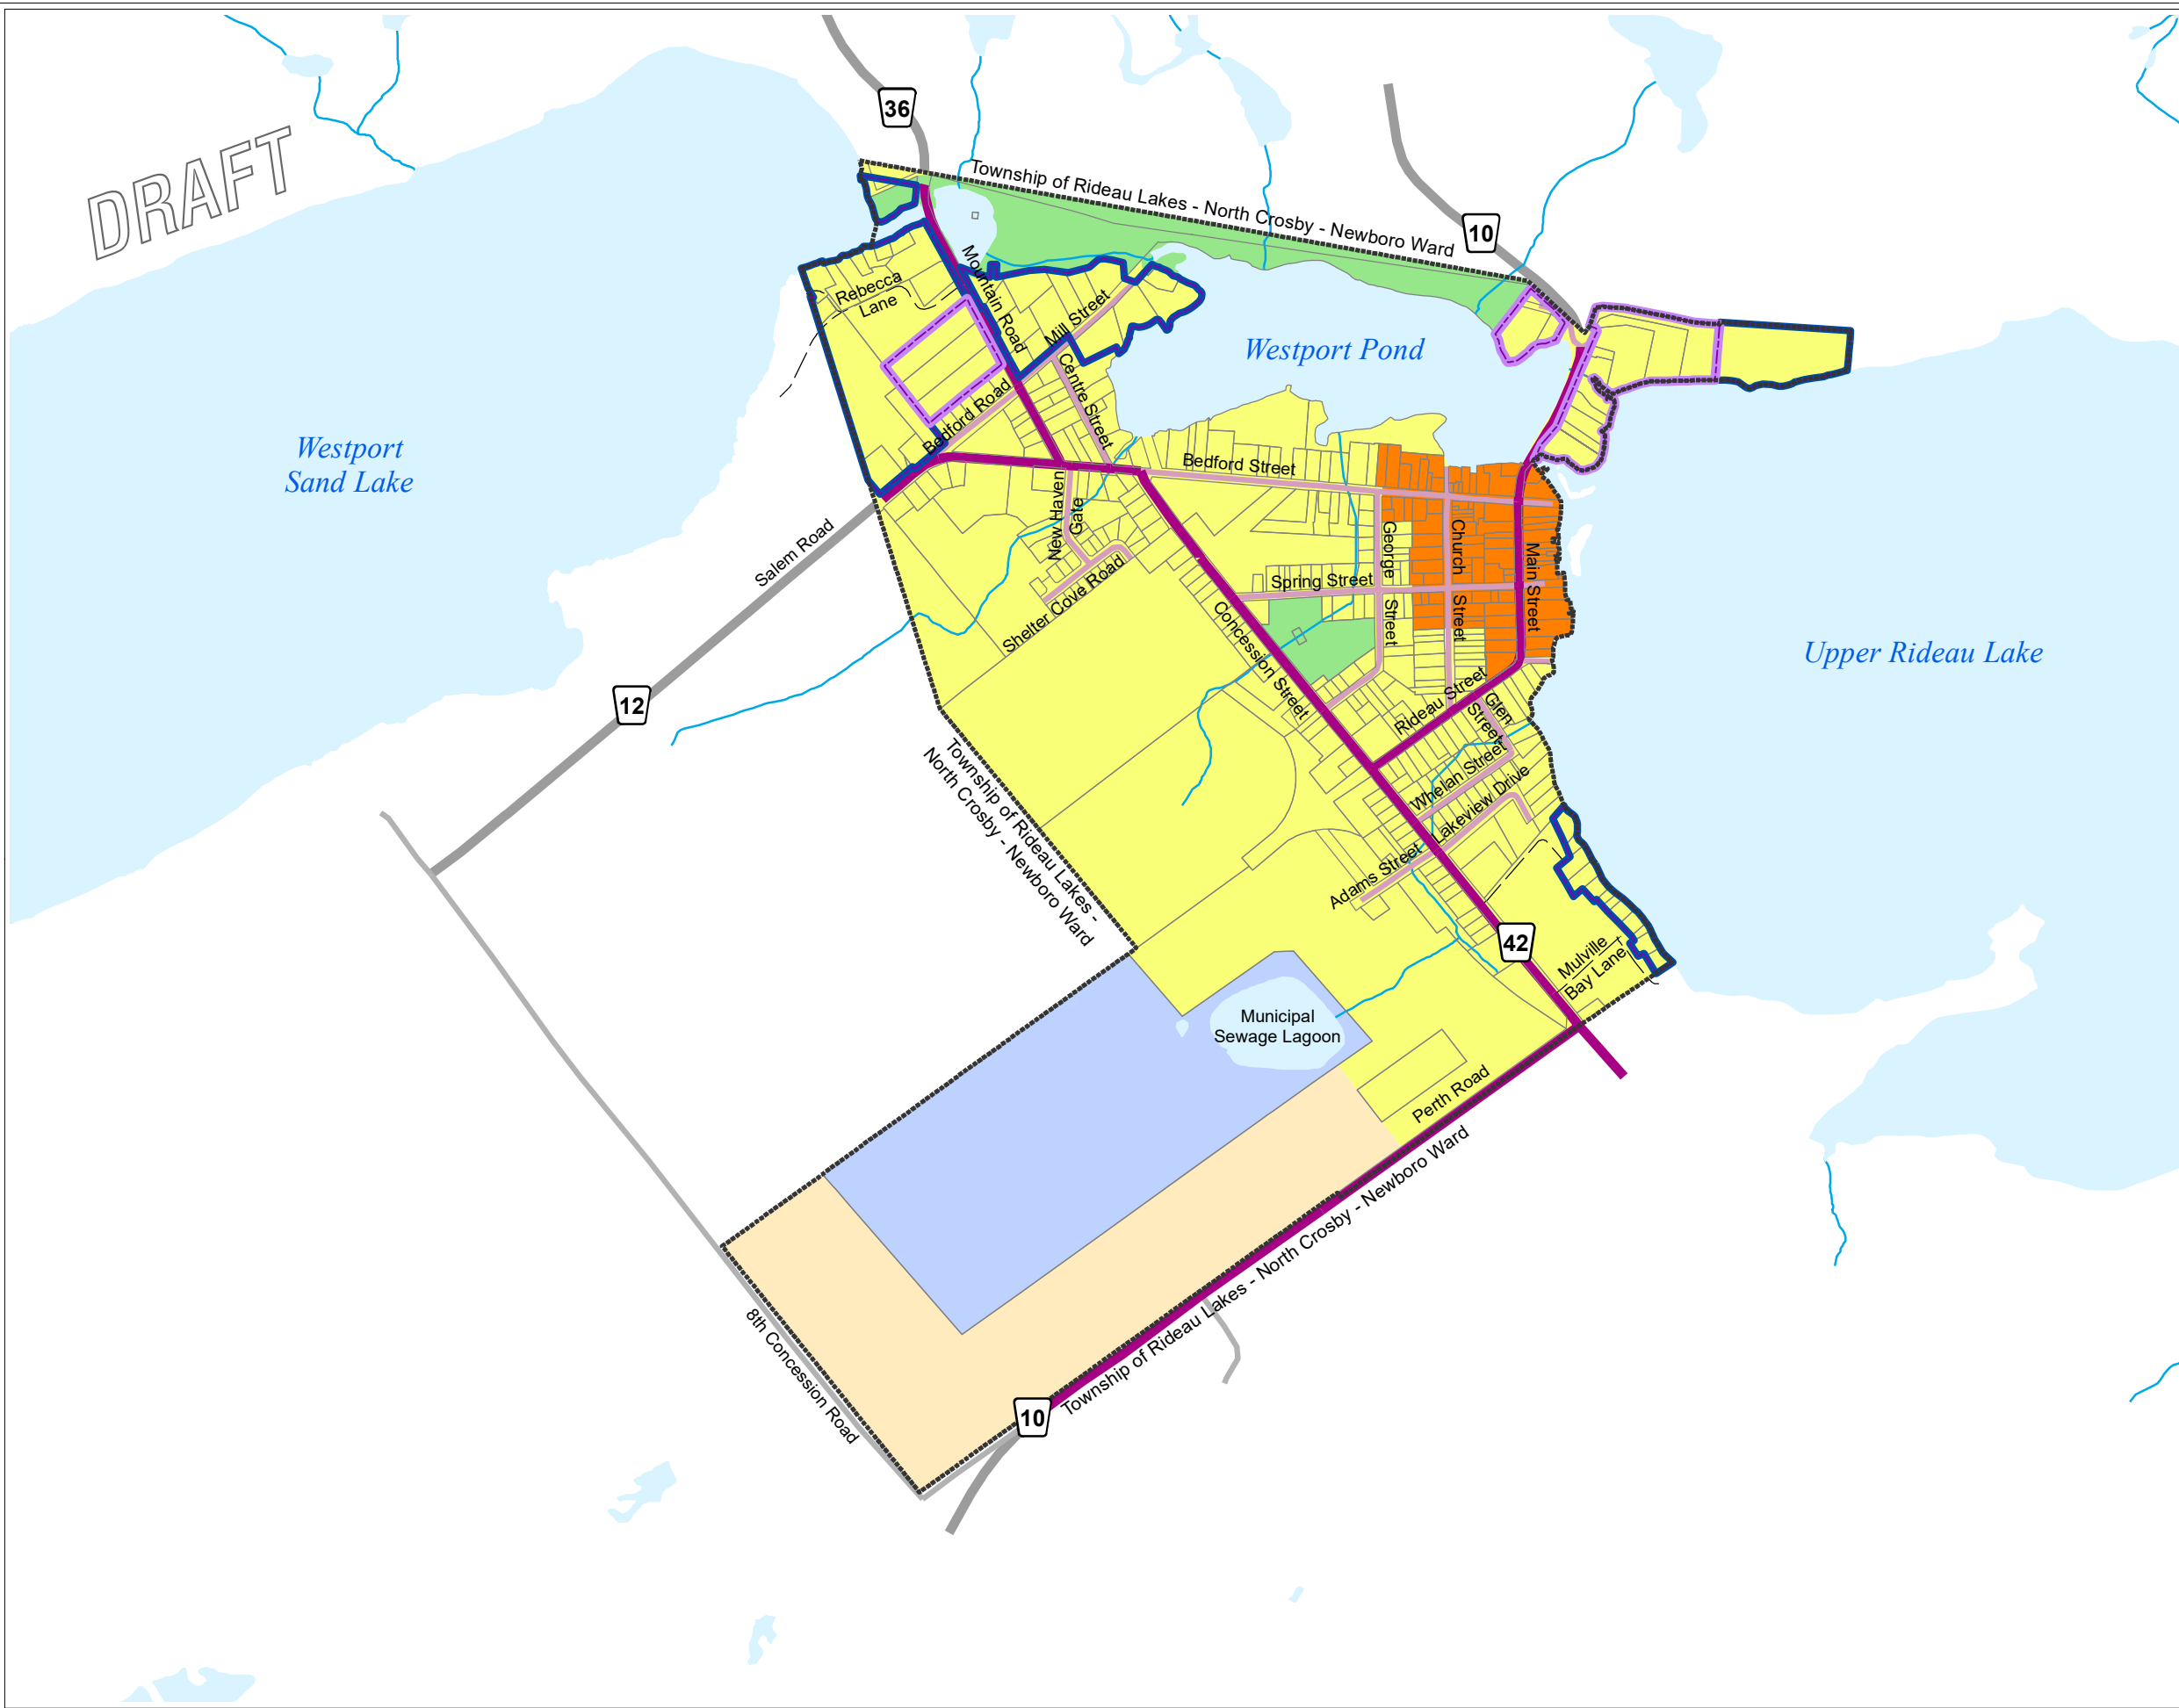 DRAFT
36
10
Township of Rideau Lakes - North Crosby - Newboro Ward
Mountain Road
Rebecca
Lane
Mill Street
Westport Pond
Centre Street
Bedford Road
Westport
Sand Lake
Bedford Street
New Haven
Gate
George
Street
Church
Street
Main Street
Salem Road
Shelter Cove Road
Spring Street
Concession Street
Upper Rideau Lake
12
Rideau Street
Glen
Street
Township of Rideau Lakes -
North Crosby - Newboro Ward
Whelan Street
Lakeview Drive
Adams Street
42
Mulville
Bay Lane
Municipal
Sewage Lagoon
Perth Road
Township of Rideau Lakes - North Crosby - Newboro Ward
8th Concession Road
10